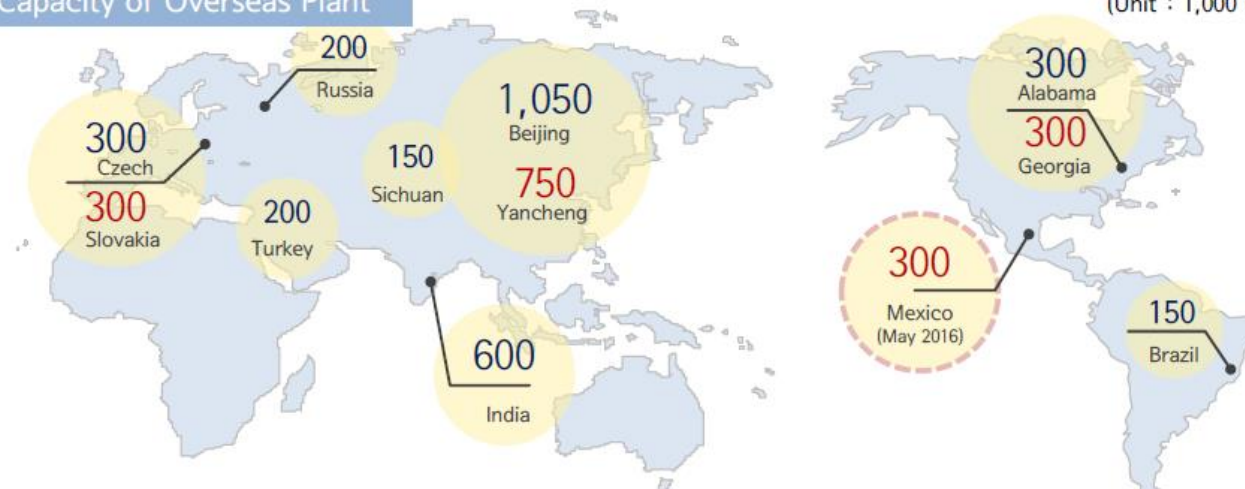 Capacity of Overseas Plant
(Unit : 1,000
200
Russia
300
Czech
300
Slovakia
200
Turkey
150
Sichuan
1,050
Beijing
750
Yancheng
600
India
300
Alabama
300
Georgia
300
Mexico
(May 2016)
150
Brazil